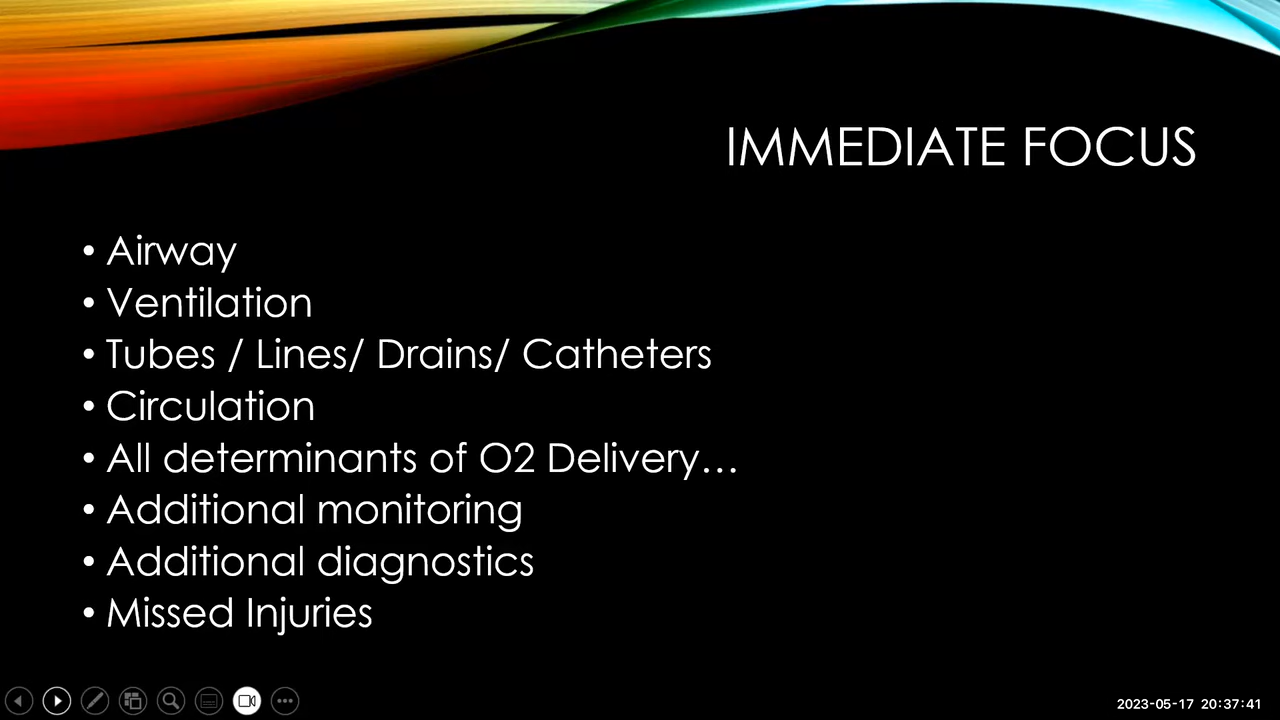 IMMEDIATE FOCUS
• Airway
• Ventilation
• Tubes / Lines/ Drains/ Catheters
• Circulation
• All determinants of O2 Delivery…
• Additional monitoring
• Additional diagnostics
• Missed Injuries
2023-05-17 20:37:41